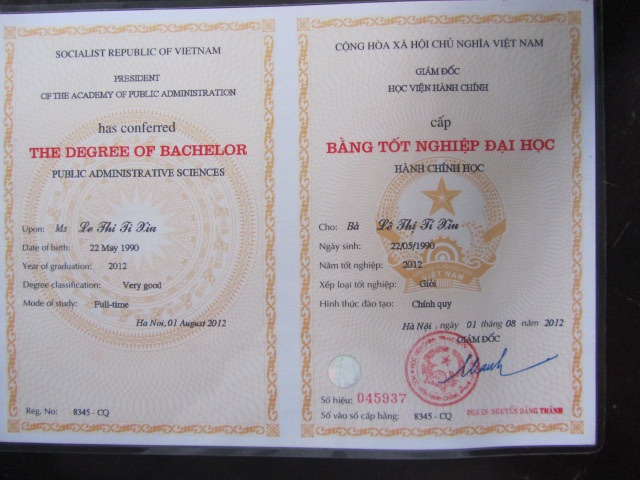 SOCIALIST REPUBLIC OF VIETNAM
PRESIDENT
OF THE ACADEMY OF PUBLIC ADMINISTRATION
has conferred
THE DEGREE OF BACHELOR
PUBLIC ADMINISTRATIVE SCIENCES
Upon: Ms Le Thi Ti Xiu
Date of birth: 22 May 1990
Year of graduation: 2012
Degree classification: Very good
Mode of study: Full-time
Ha Noi, 01 August 2012
Reg. No: 8345 - CQ
CỘNG HÒA XÃ HỘI CHỦ NGHĨA VIỆT NAM
GIÁM ĐỐC
HỌC VIỆN HÀNH CHÍNH
cấp
BẰNG TỐT NGHIỆP ĐẠI HỌC
HÀNH CHÍNH HỌC
Cho: Bà Lê Thị Ti Xiu
Ngày sinh: 22/05/1990
Năm tốt nghiệp: 2012
Xếp loại tốt nghiệp: Giỏi
Hình thức đào tạo: Chính quy
Hà Nội, ngày 01 tháng 08 năm 2012
GIÁM ĐỐC
VIỆT NAM
Số hiệu: 045937
Số vào sổ cấp bằng: 8345 - CQ
PGS.TS. NGUYỄN ĐĂNG THÀNH